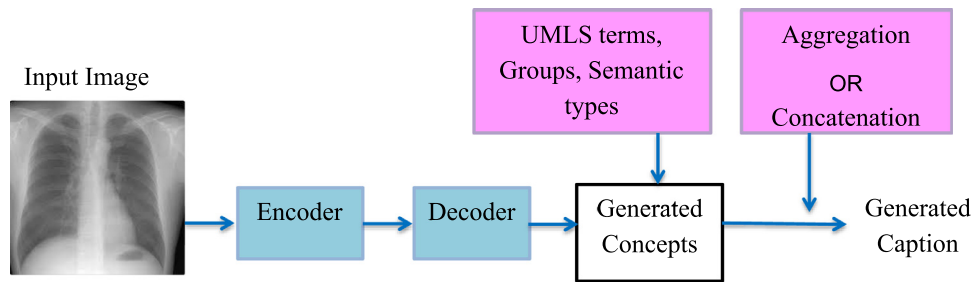 Input Image
Encoder
Decoder
UMLS terms,
Groups, Semantic
types
Generated
Concepts
Aggregation
OR
Concatenation
Generated
Caption